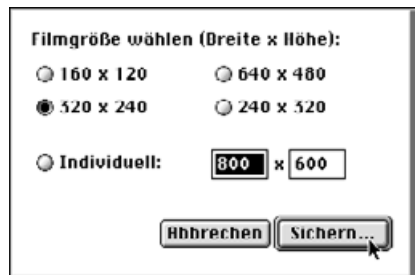 Filmgröße wählen (Breite x Höhe):
160 x 120 640 x 480
320 x 240 240 x 320
Individuell: 800 x 600
Abbrechen Sichern...